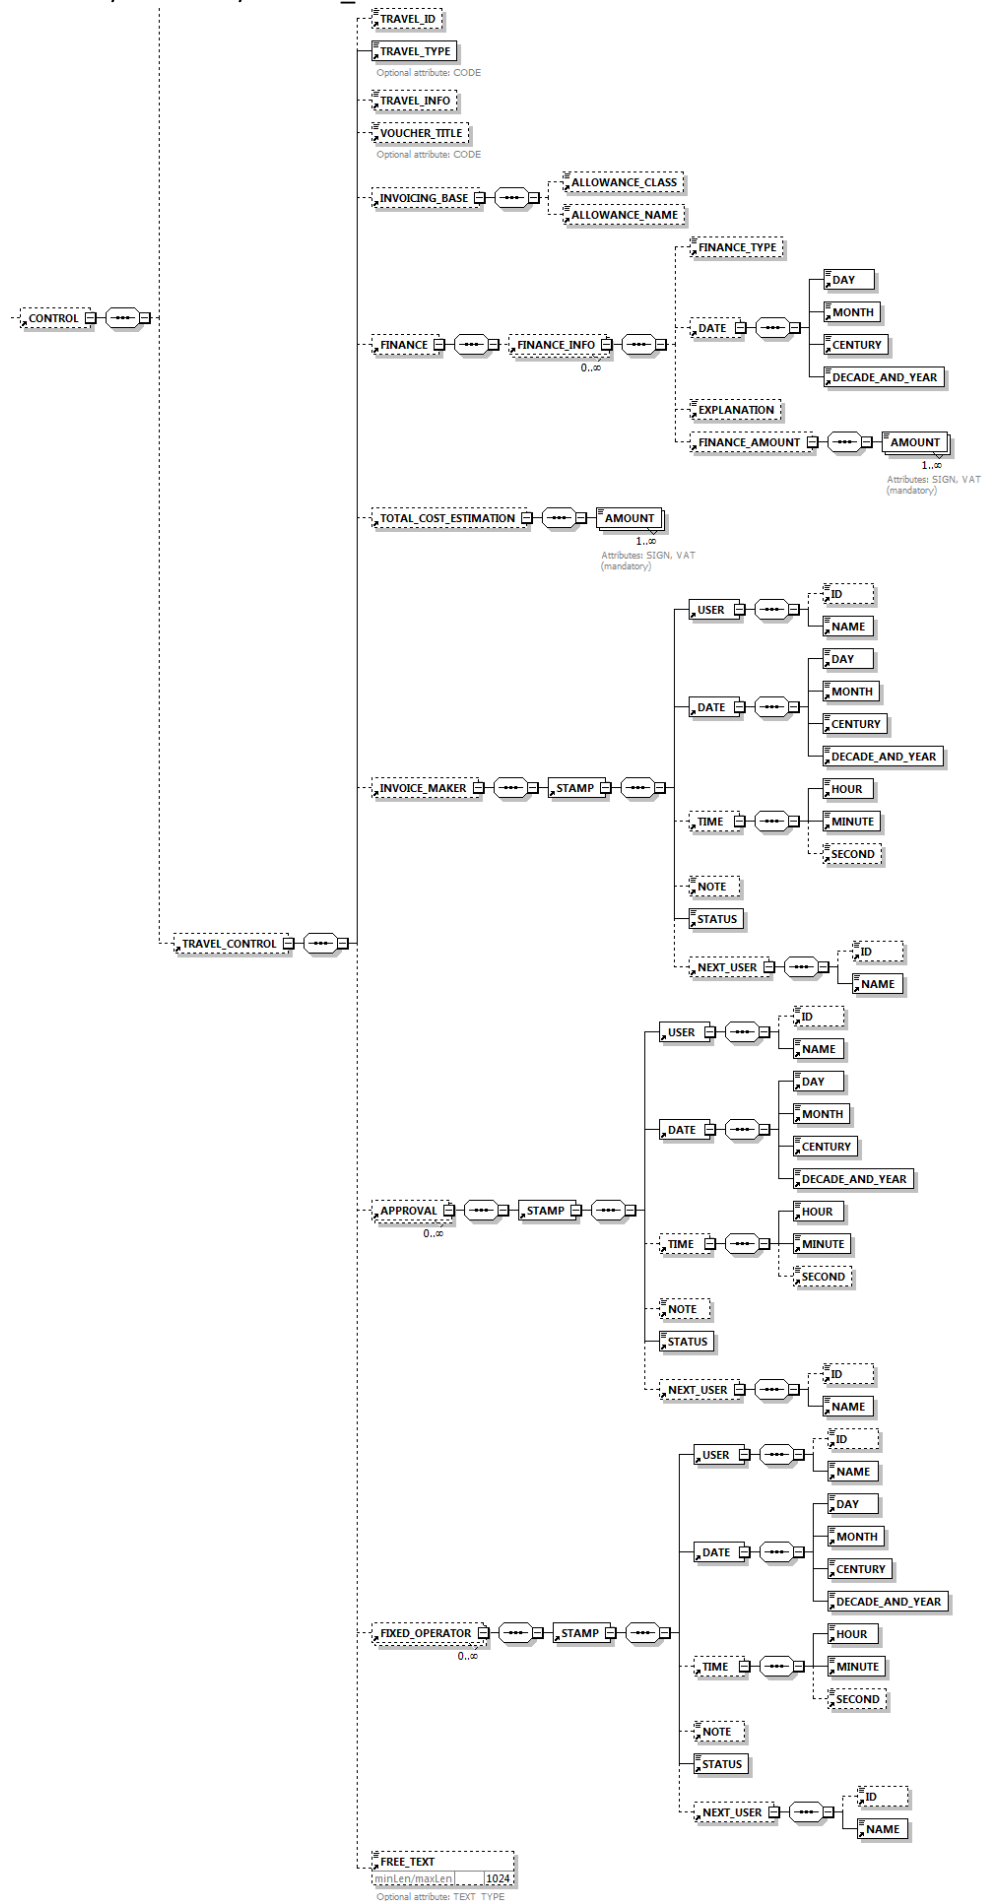 TRAVEL_ID
TRAVEL_TYPE
Optional attribute: CODE
TRAVEL_INFO
VOUCHER_TITLE
Optional attribute: CODE
INVOICING_BASE
ALLOWANCE_CLASS
ALLOWANCE_NAME
FINANCE_TYPE
DAY
MONTH
CONTROL
DATE
FINANCE
FINANCE_INFO
0..∞
CENTURY
DECADE_AND_YEAR
EXPLANATION
FINANCE_AMOUNT
AMOUNT
1..∞
Attributes: SIGN, VAT
(mandatory)
TOTAL_COST_ESTIMATION
AMOUNT
1..∞
Attributes: SIGN, VAT
(mandatory)
USER
ID
NAME
DAY
MONTH
DATE
CENTURY
DECADE_AND_YEAR
INVOICE_MAKER
STAMP
HOUR
TIME
MINUTE
SECOND
NOTE
STATUS
TRAVEL_CONTROL
NEXT_USER
ID
NAME
USER
ID
NAME
DAY
MONTH
DATE
CENTURY
DECADE_AND_YEAR
APPROVAL
0..∞
STAMP
HOUR
TIME
MINUTE
SECOND
NOTE
STATUS
NEXT_USER
ID
NAME
USER
ID
NAME
DAY
MONTH
DATE
CENTURY
DECADE_AND_YEAR
FIXED_OPERATOR
0..∞
STAMP
HOUR
TIME
MINUTE
SECOND
NOTE
STATUS
NEXT_USER
ID
NAME
FREE_TEXT
minLen/maxLen 1024
Optional attribute: TEXT_TYPE